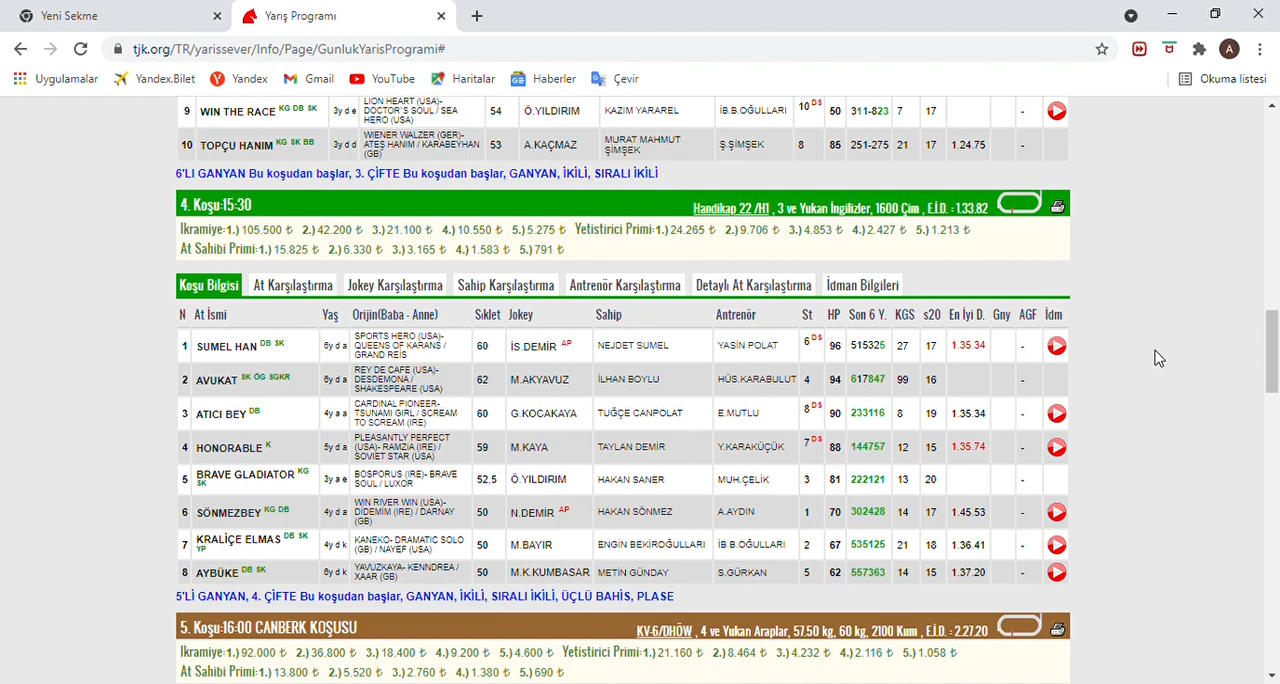 Yeni Sekme
Yarış Programı
tjk.org/TR/yarissever/Info/Page/GunlukYarisProgrami#
A
Uygulamalar Yandex.Bilet Yandex Gmail YouTube Haritalar Haberler Çevir Okuma listesi
9 WIN THE RACE KG DB SK 3y d e LION HEART (USA)- DOCTOR'S SOUL / SEA HERO (USA) 54 Ö.YILDIRIM KAZIM YARAREL İB.B.OĞULLARI 10 DS 50 311-823 7 17 -
10 TOPÇU HANIM KG SK BB 3y d d WIENER WALZER (GER)- ATEŞ HANIM / KARABEYHAN (GB) 53 A.KAÇMAZ MURAT MAHMUT ŞİMŞEK Ş.ŞİMŞEK 8 85 251-275 21 17 1.24.75 -
6'LI GANYAN Bu koşudan başlar, 3. ÇİFTE Bu koşudan başlar, GANYAN, İKİLİ, SIRALI İKİLİ
4. Koşu:15:30 Handikap 22 /H1 , 3 ve Yukarı İngilizler, 1600 Çim , E.İ.D. : 1.33.82
Ikramiye:1.) 105.500 ₺ 2.) 42.200 ₺ 3.) 21.100 ₺ 4.) 10.550 ₺ 5.) 5.275 ₺ Yetistirici Primi:1.) 24.265 ₺ 2.) 9.706 ₺ 3.) 4.853 ₺ 4.) 2.427 ₺ 5.) 1.213 ₺
At Sahibi Primi:1.) 15.825 ₺ 2.) 6.330 ₺ 3.) 3.165 ₺ 4.) 1.583 ₺ 5.) 791 ₺
Koşu Bilgisi At Karşılaştırma Jokey Karşılaştırma Sahip Karşılaştırma Antrenör Karşılaştırma Detaylı At Karşılaştırma İdman Bilgileri
N At İsmi Yaş Orijin(Baba - Anne) Sıklet Jokey Sahip Antrenör St HP Son 6 Y. KGS s20 En İyi D. Gny AGF İdm
1 SUMEL HAN DB SK 6y d a SPORTS HERO (USA)- QUEENS OF KARANS / GRAND REİS 60 İS.DEMİR AP NEJDET SUMEL YASİN POLAT 6 DS 96 515325 27 17 1.35.34 -
2 AVUKAT SK ÖG SGKR 8y d a REY DE CAFE (USA)- DESDEMONA / SHAKESPEARE (USA) 62 M.AKYAVUZ İLHAN BOYLU HÜS.KARABULUT 4 94 617847 99 16 -
3 ATICI BEY DB 4y a a CARDINAL PIONEER- TSUNAMI GIRL / SCREAM TO SCREAM (IRE) 60 G.KOCAKAYA TUĞÇE CANPOLAT E.MUTLU 8 DS 90 233116 8 19 1.35.34 -
4 HONORABLE K 5y d a PLEASANTLY PERFECT (USA)- RAMZIA (IRE) / SOVIET STAR (USA) 59 M.KAYA TAYLAN DEMİR Y.KARAKÜÇÜK 7 DS 88 144757 12 15 1.35.74 -
5 BRAVE GLADIATOR KG SK 3y a e BOSPORUS (IRE)- BRAVE SOUL / LUXOR 52,5 Ö.YILDIRIM HAKAN SANER MUH.ÇELİK 3 81 222121 13 20 -
6 SÖNMEZBEY KG DB 4y d a WIN RIVER WIN (USA)- DİDEMİM (IRE) / DARNAY (GB) 50 N.DEMİR AP HAKAN SÖNMEZ A.AYDIN 1 70 302428 14 17 1.45.53 -
7 KRALİÇE ELMAS DB SK YP 4y d k KANEKO- DRAMATIC SOLO (GB) / NAYEF (USA) 50 M.BAYIR ENGİN BEKİROĞULLARI İB.B.OĞULLARI 2 67 535125 21 18 1.36.41 -
8 AYBÜKE DB SK 6y d k YAVUZKAYA- KENNDREA / XAAR (GB) 50 M.K.KUMBASAR METİN GÜNDAY S.GÜRKAN 5 62 557363 14 15 1.37.20 -
5'Lİ GANYAN, 4. ÇİFTE Bu koşudan başlar, GANYAN, İKİLİ, SIRALI İKİLİ, ÜÇLÜ BAHİS, PLASE
5. Koşu:16:00 CANBERK KOŞUSU KV-6/DHÖW , 4 ve Yukarı Araplar, 57.50 kg, 60 kg, 2100 Kum , E.İ.D. : 2.27.20
Ikramiye:1.) 92.000 ₺ 2.) 36.800 ₺ 3.) 18.400 ₺ 4.) 9.200 ₺ 5.) 4.600 ₺ Yetistirici Primi:1.) 21.160 ₺ 2.) 8.464 ₺ 3.) 4.232 ₺ 4.) 2.116 ₺ 5.) 1.058 ₺
At Sahibi Primi:1.) 13.800 ₺ 2.) 5.520 ₺ 3.) 2.760 ₺ 4.) 1.380 ₺ 5.) 690 ₺